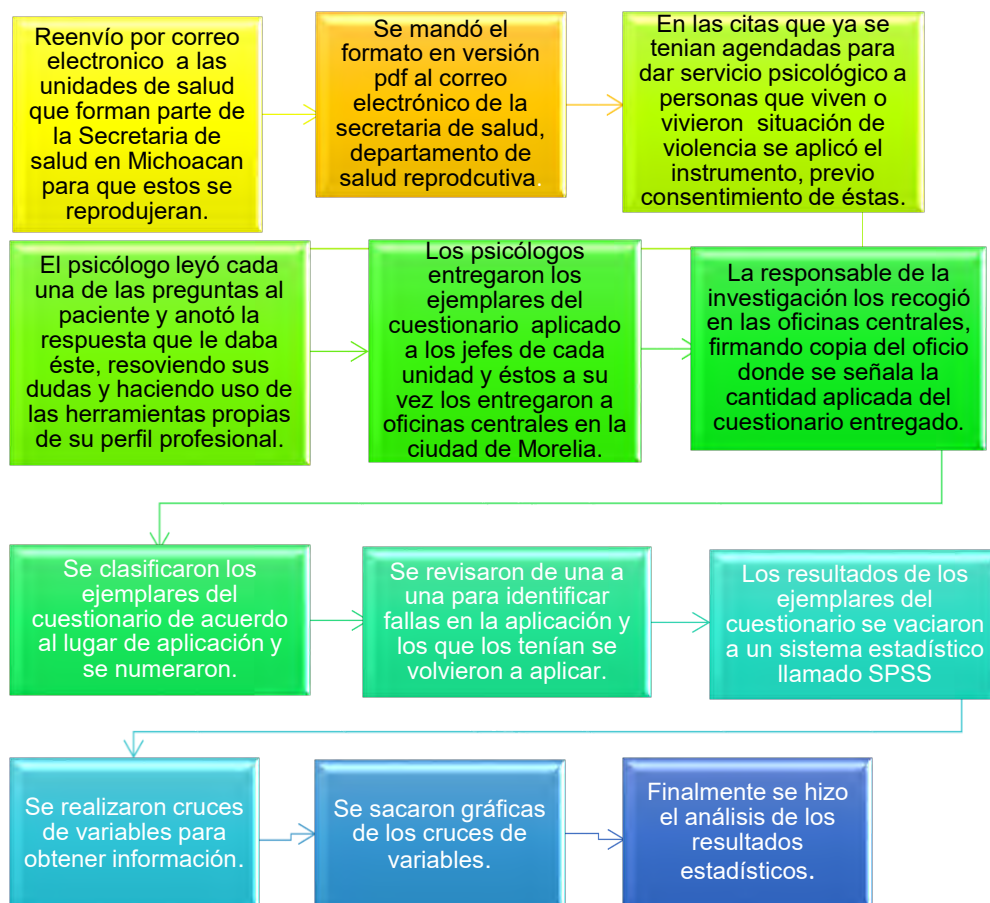 Reenvío por correo
electronico a las
unidades de salud
que forman parte de
la Secretaria de
salud en Michoacan
para que estos se
reprodujeran.
Se mandó el
formato en versión
pdf al correo
electrónico de la
secretaria de salud,
departamento de
salud reprodcutiva.
En las citas que ya se
tenian agendadas para
dar servicio psicológico a
personas que viven o
vivieron situación de
violencia se aplicó el
instrumento, previo
consentimiento de éstas.
El psicólogo leyó cada
una de las preguntas al
paciente y anotó la
respuesta que le daba
éste, resoviendo sus
dudas y haciendo uso de
las herramientas propias
de su perfil profesional.
Los psicólogos
entregaron los
ejemplares del
cuestionario aplicado
a los jefes de cada
unidad y éstos a su
vez los entregaron a
oficinas centrales en la
ciudad de Morelia.
La responsable de la
investigación los recogió
en las oficinas centrales,
firmando copia del oficio
donde se señala la
cantidad aplicada del
cuestionario entregado.
Se clasificaron los
ejemplares del
cuestionario de acuerdo
al lugar de aplicación y
se numeraron.
Se revisaron de una a
una para identificar
fallas en la aplicación y
los que los tenían se
volvieron a aplicar.
Los resultados de los
ejemplares del
cuestionario se vaciaron
a un sistema estadístico
llamado SPSS
Se realizaron cruces
de variables para
obtener información.
Se sacaron gráficas
de los cruces de
variables.
Finalmente se hizo
el análisis de los
resultados
estadísticos.